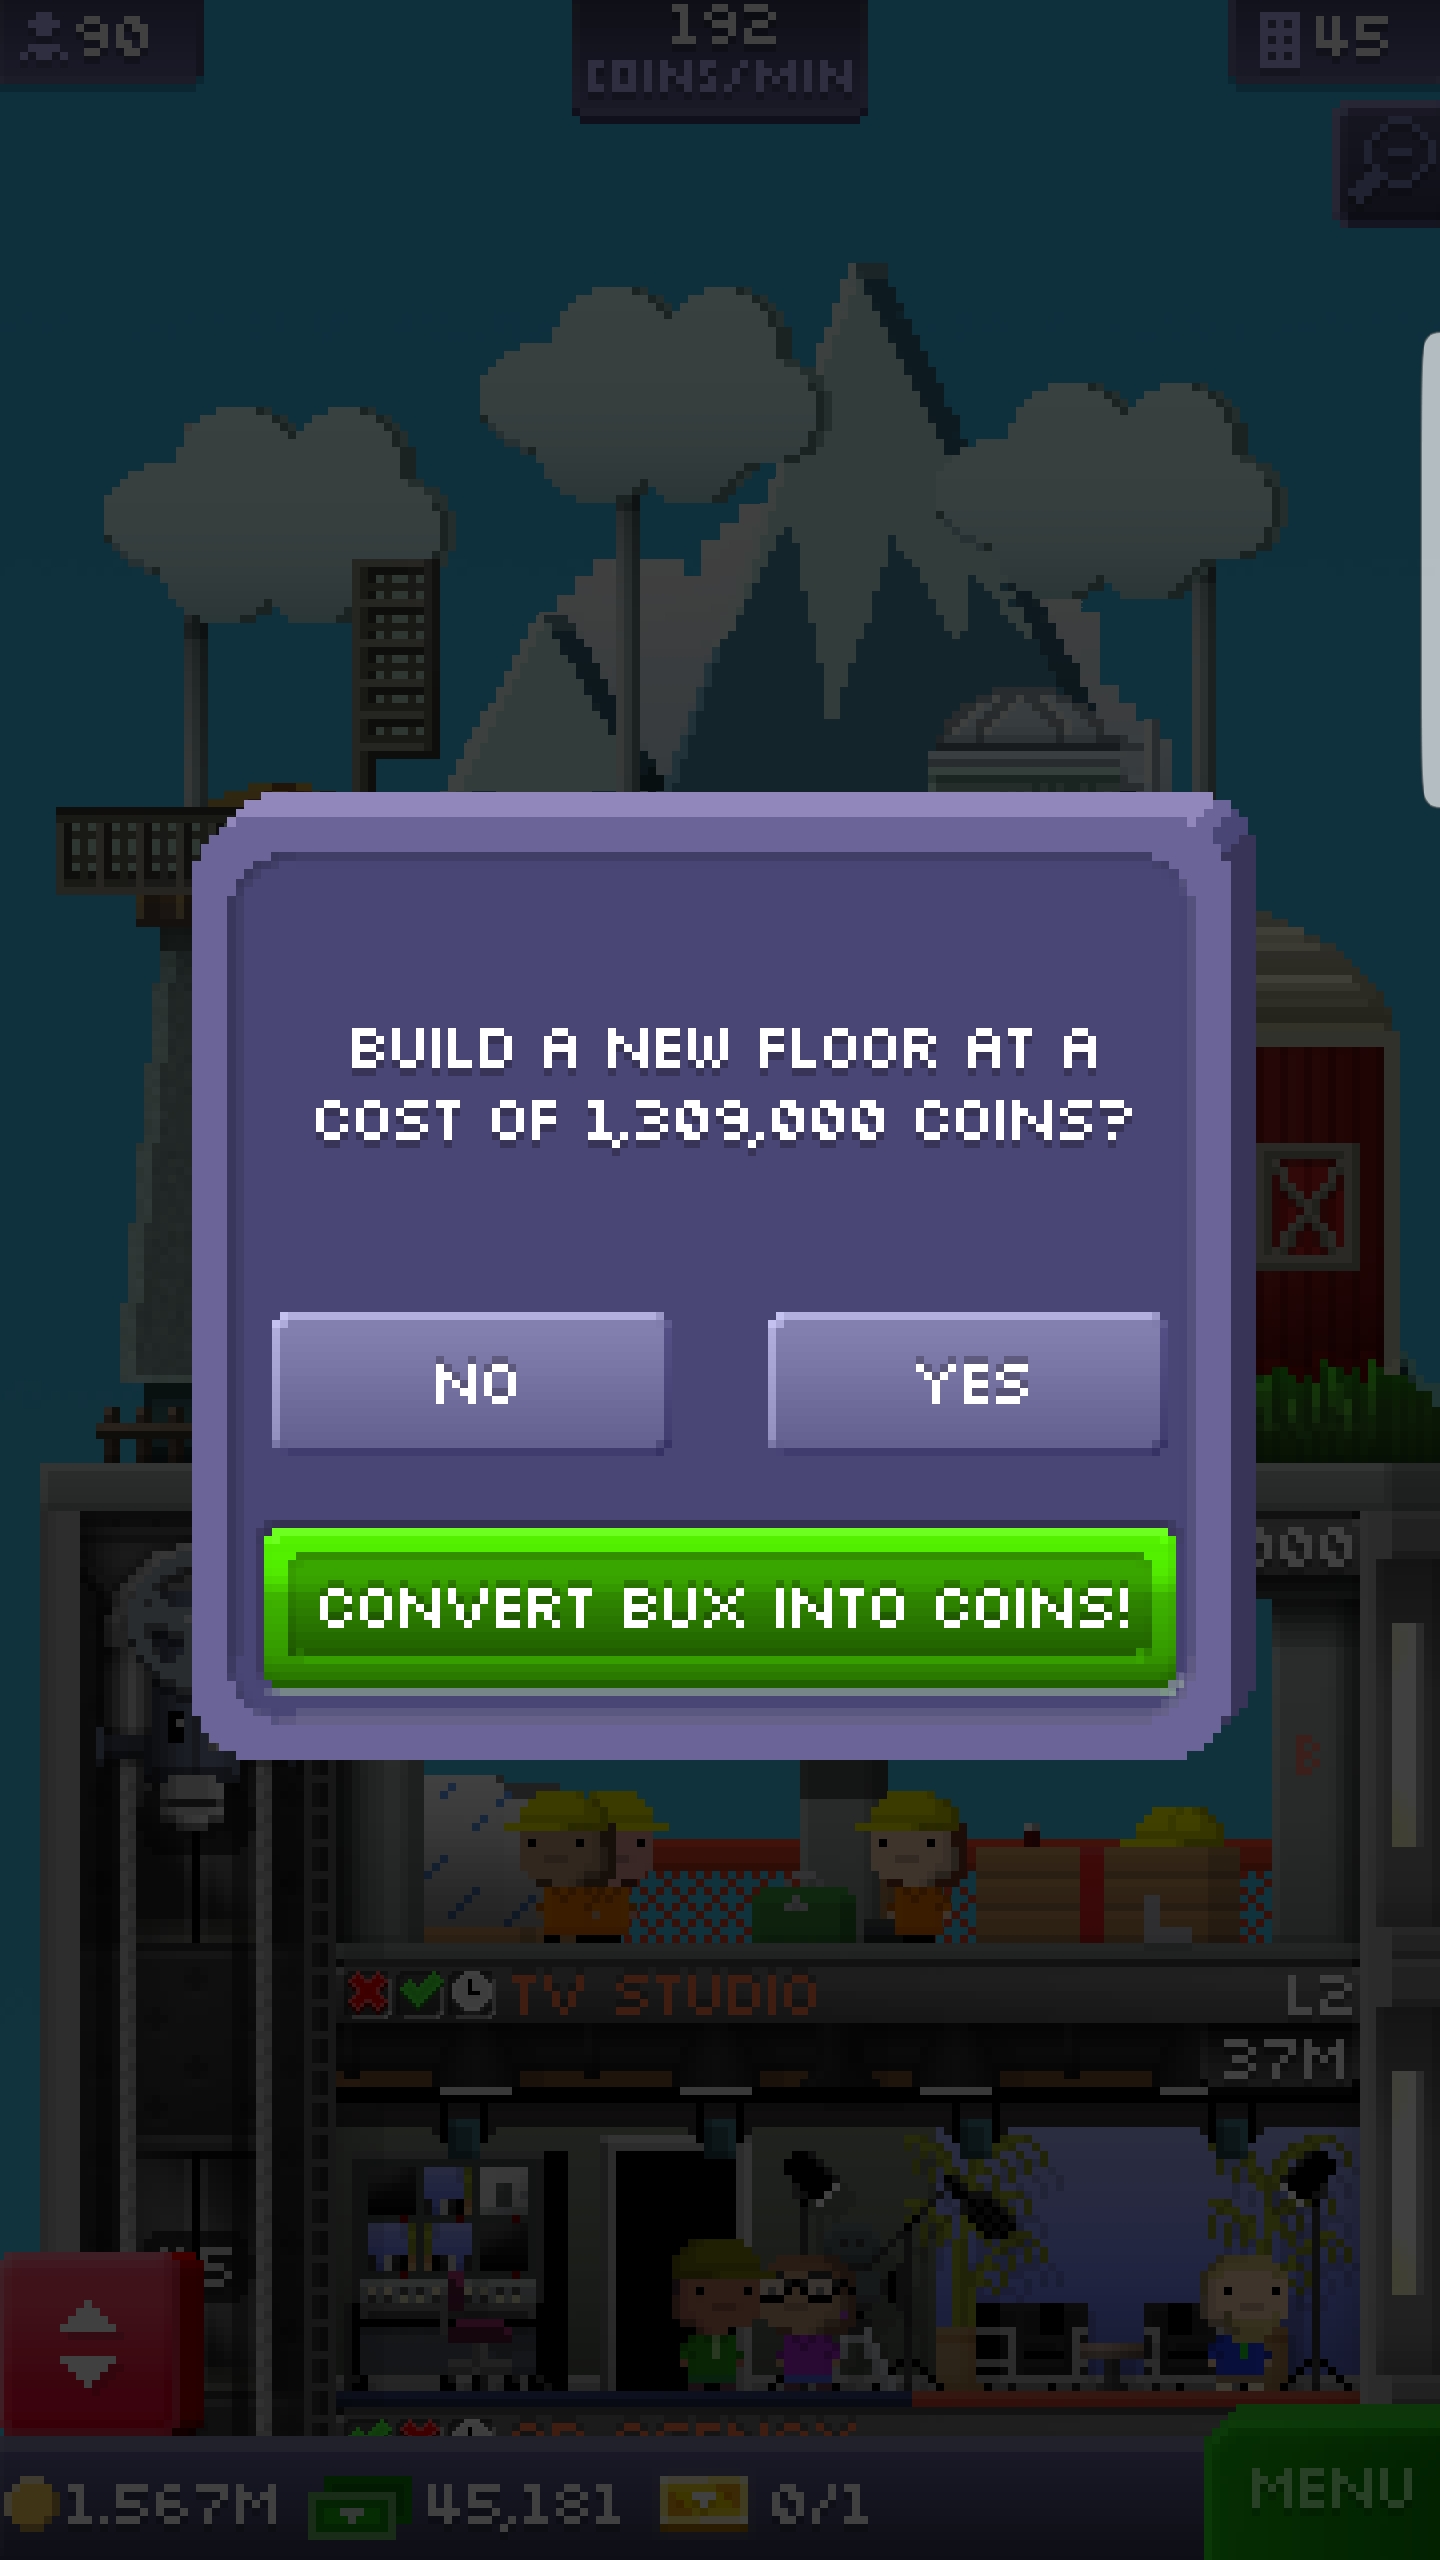 90
192
COINS/MIN
45
BUILD A NEW FLOOR AT A
COST OF 1,309,000 COINS?
NO
YES
CONVERT BUX INTO COINS!
000
B
TV STUDIO
L2
37M
1.567M
45,181
0/1
MENU